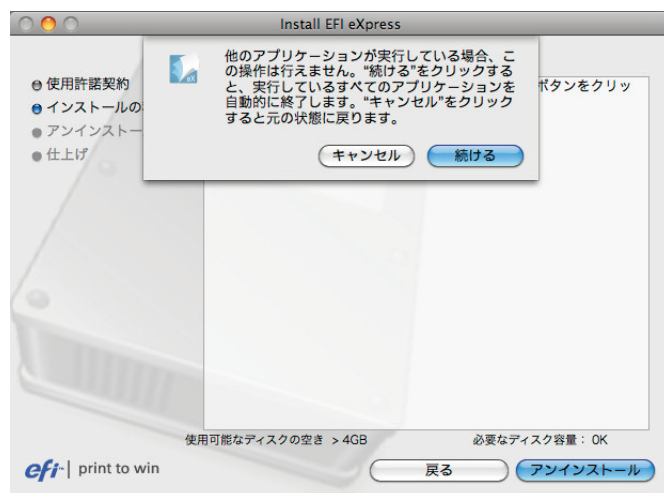 Install EFI eXpress
他のアプリケーションが実行している場合、こ
の操作は行えません。“続ける”をクリックする
と、実行しているすべてのアプリケーションを
自動的に終了します。“キャンセル”をクリック
すると元の状態に戻ります。
キャンセル 続ける
使用許諾契約
ボタンをクリッ
インストールの
アンインストー
仕上げ
使用可能なディスクの空き > 4GB
必要なディスク容量： 0K
efi | print to win
戻る アンインストール